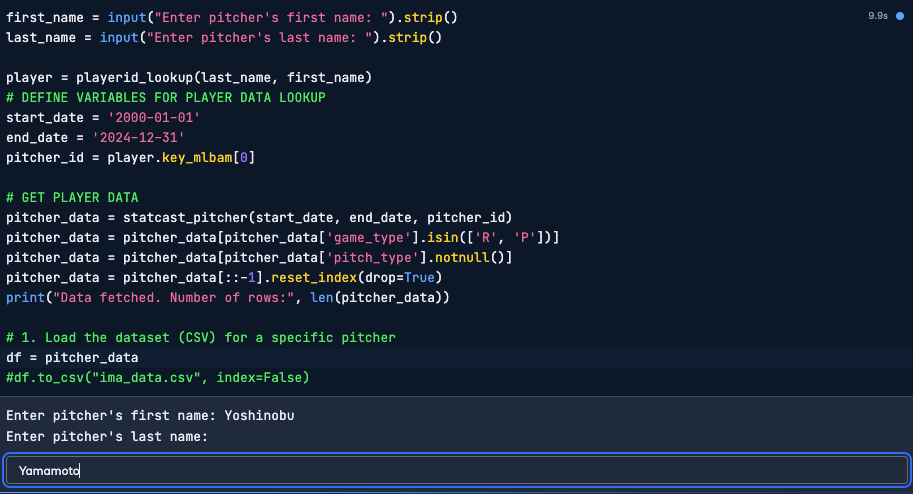 first_name = input("Enter pitcher's first name: ").strip()
9.9s
last_name = input("Enter pitcher's last name: ").strip()
player = playerid_lookup(last_name, first_name)
# DEFINE VARIABLES FOR PLAYER DATA LOOKUP
start_date = '2000-01-01'
end_date = '2024-12-31'
pitcher_id = player.key_mlbam[0]
# GET PLAYER DATA
pitcher_data = statcast_pitcher(start_date, end_date, pitcher_id)
pitcher_data = pitcher_data[pitcher_data['game_type'].isin(['R', 'P'])]
pitcher_data = pitcher_data[pitcher_data['pitch_type'].notnull()]
pitcher_data = pitcher_data[::-1].reset_index(drop=True)
print("Data fetched. Number of rows:", len(pitcher_data))
# 1. Load the dataset (CSV) for a specific pitcher
df = pitcher_data
#df.to_csv("ima_data.csv", index=False)
Enter pitcher's first name: Yoshinobu
Enter pitcher's last name:
Yamamoto